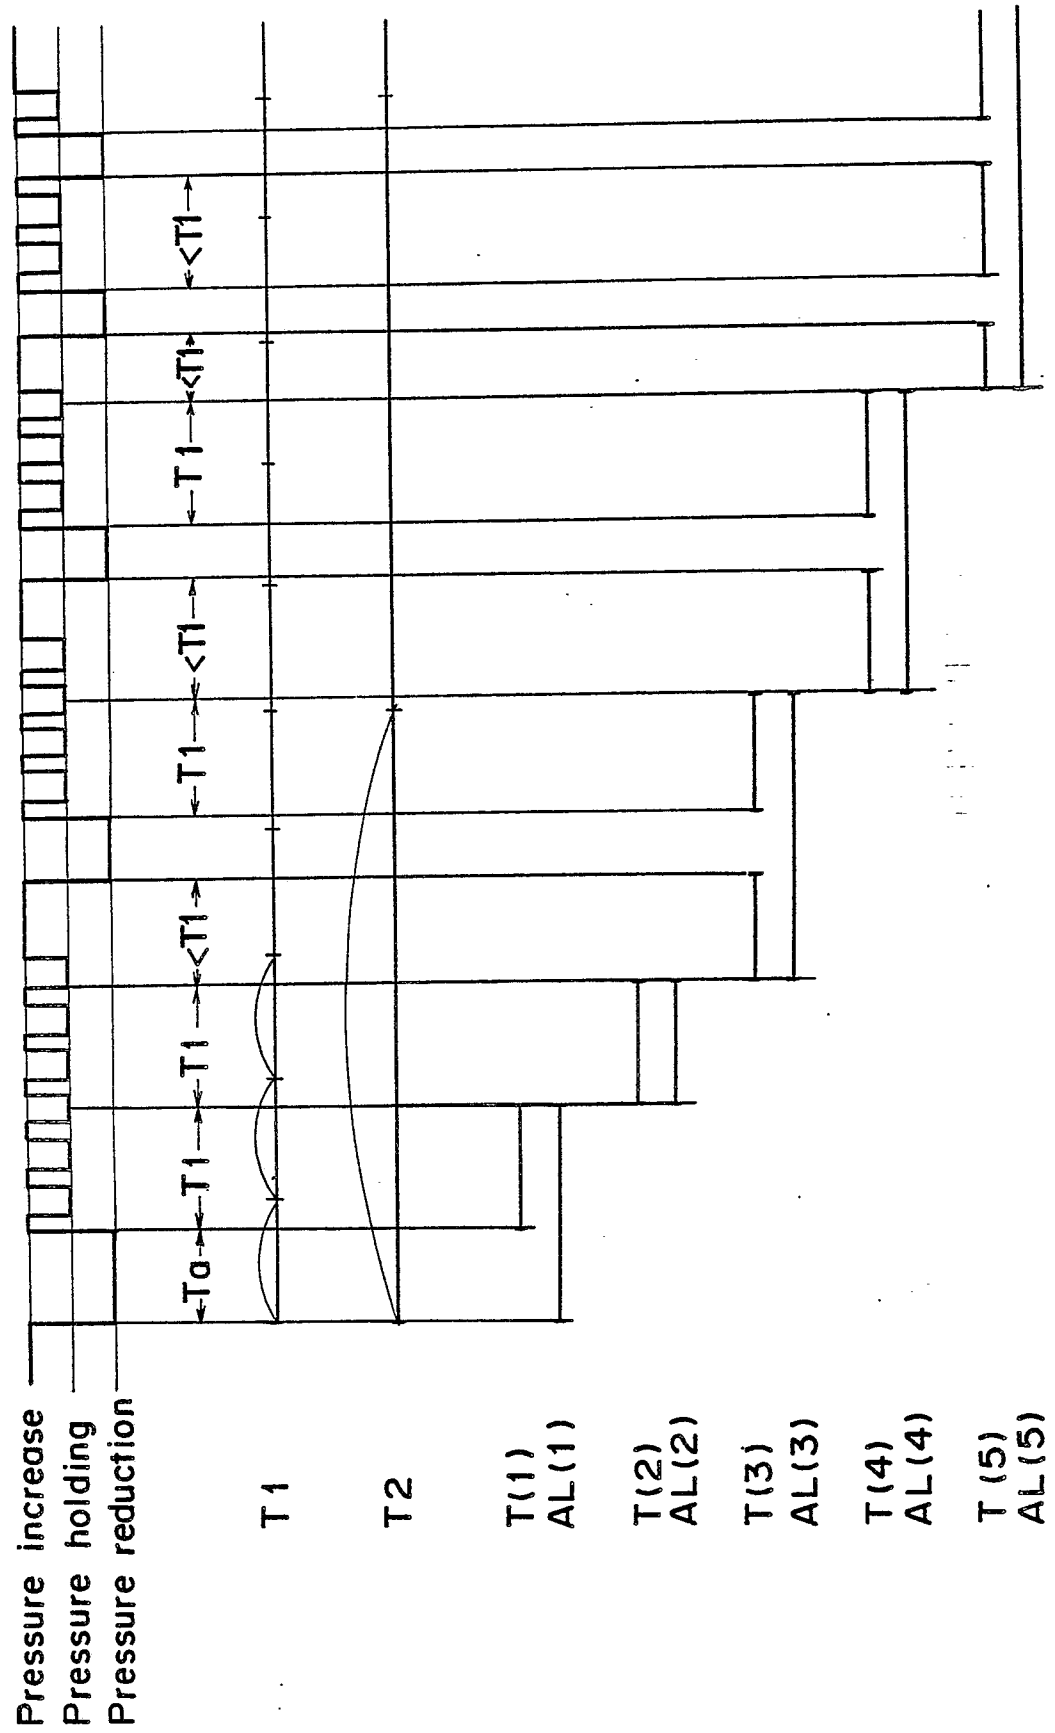 Pressure increase
Pressure holding
Pressure reduction
Ta T1 T1 <T1 T1 <T1 T1 <T1 <T1
T1
T2
T(1)
AL(1)
T(2)
AL(2)
T(3)
AL(3)
T(4)
AL(4)
T(5)
AL(5)